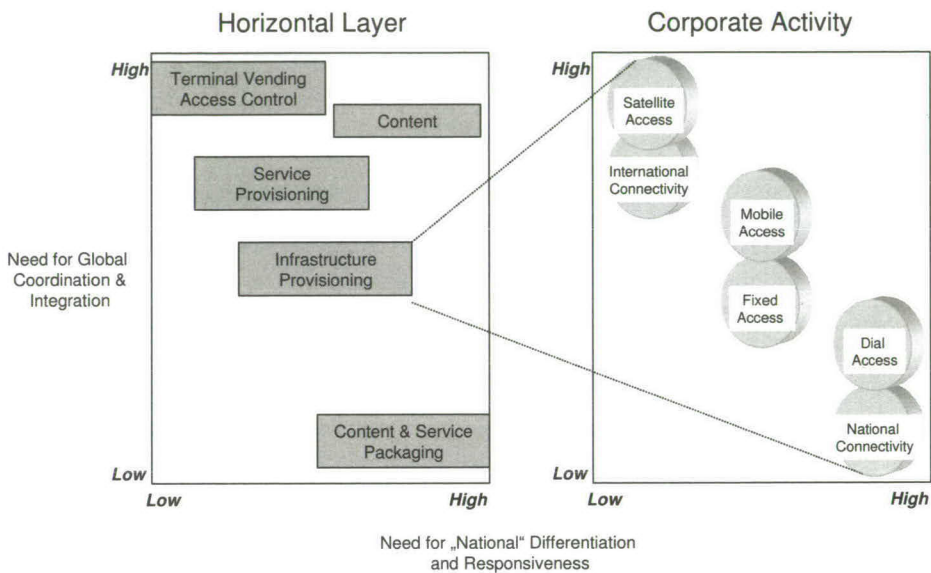 Horizontal Layer
Corporate Activity
High
Terminal Vending
Access Control
Content
Service
Provisioning
Need for Global
Coordination &
Integration
Infrastructure
Provisioning
Content & Service
Packaging
Low
Low
High
Satellite
Access
International
Connectivity
Mobile
Access
Fixed
Access
Dial
Access
National
Connectivity
Low
High
Need for „National“ Differentiation
and Responsiveness